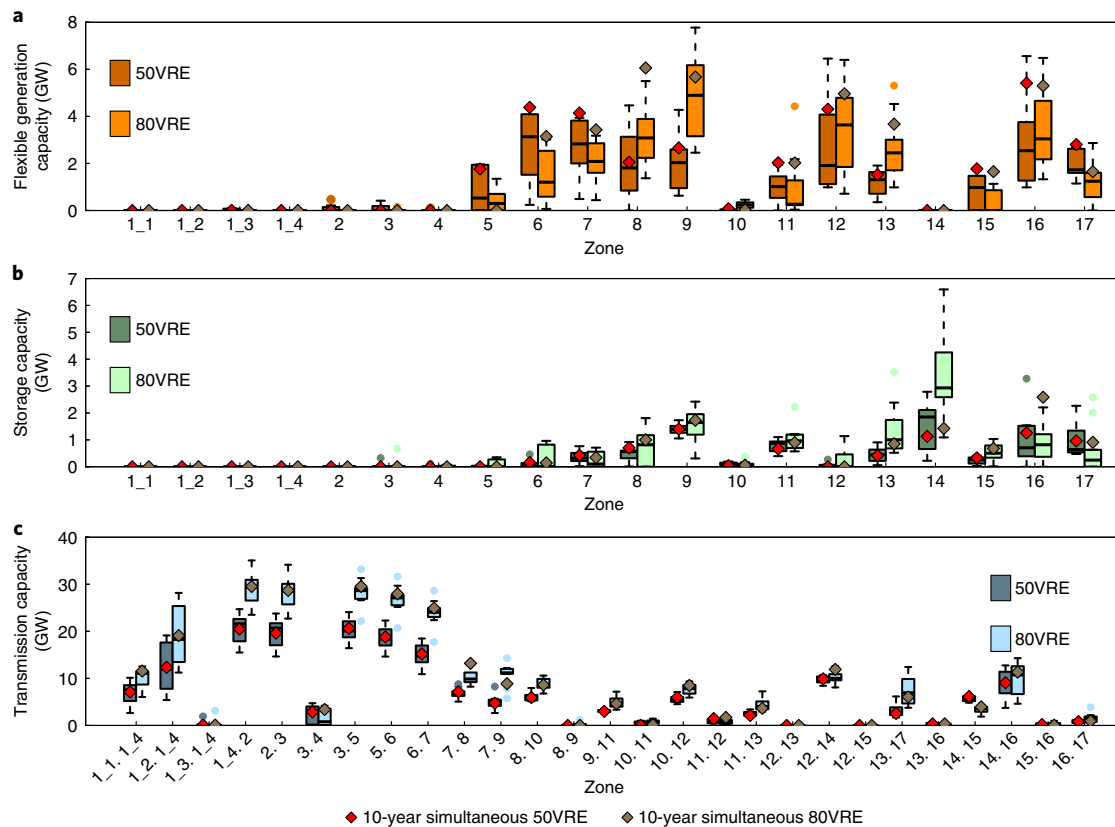 a
Flexible generation
capacity (GW)
8
6
4
2
0
50VRE
80VRE
1_1 1_2 1_3 1_4 2 3 4 5 6 7 8 9 10 11 12 13 14 15 16 17
Zone
b
Storage capacity
(GW)
7
6
5
4
3
2
1
0
50VRE
80VRE
1_1 1_2 1_3 1_4 2 3 4 5 6 7 8 9 10 11 12 13 14 15 16 17
Zone
c
Transmission capacity
(GW)
40
30
20
10
0
50VRE
80VRE
1_1. 1_4 1_2. 1_4 1_3. 1_4 1_4. 2 2. 3 3. 4 3. 5 5. 6 6. 7 7. 8 7. 9 8. 10 8. 9 9. 11 10. 11 10. 12 11. 12 11. 13 12. 13 12. 14 12. 15 13. 17 13. 16 14. 15 14. 16 15. 16 16. 17
Zone
10-year simultaneous 50VRE 10-year simultaneous 80VRE